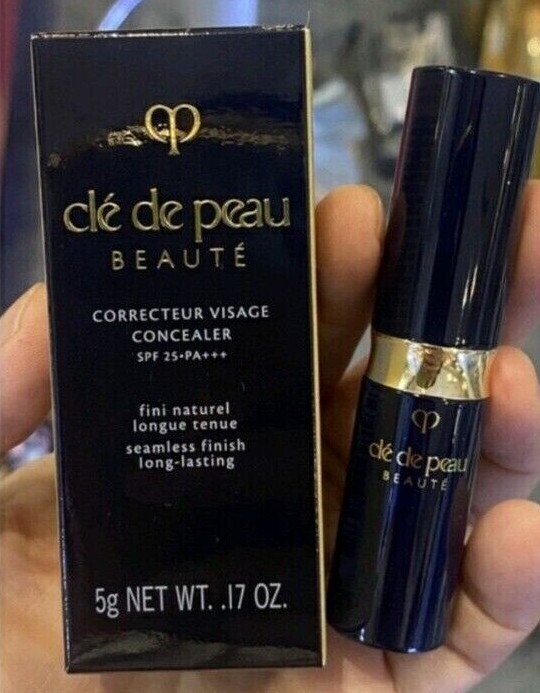 clé de peau
BEAUTÉ
CORRECTEUR VISAGE
CONCEALER
SPF 25•PA+++
fini naturel
longue tenue
seamless finish
long-lasting
5g NET WT. .17 OZ.
clé de peau
BEAUTÉ